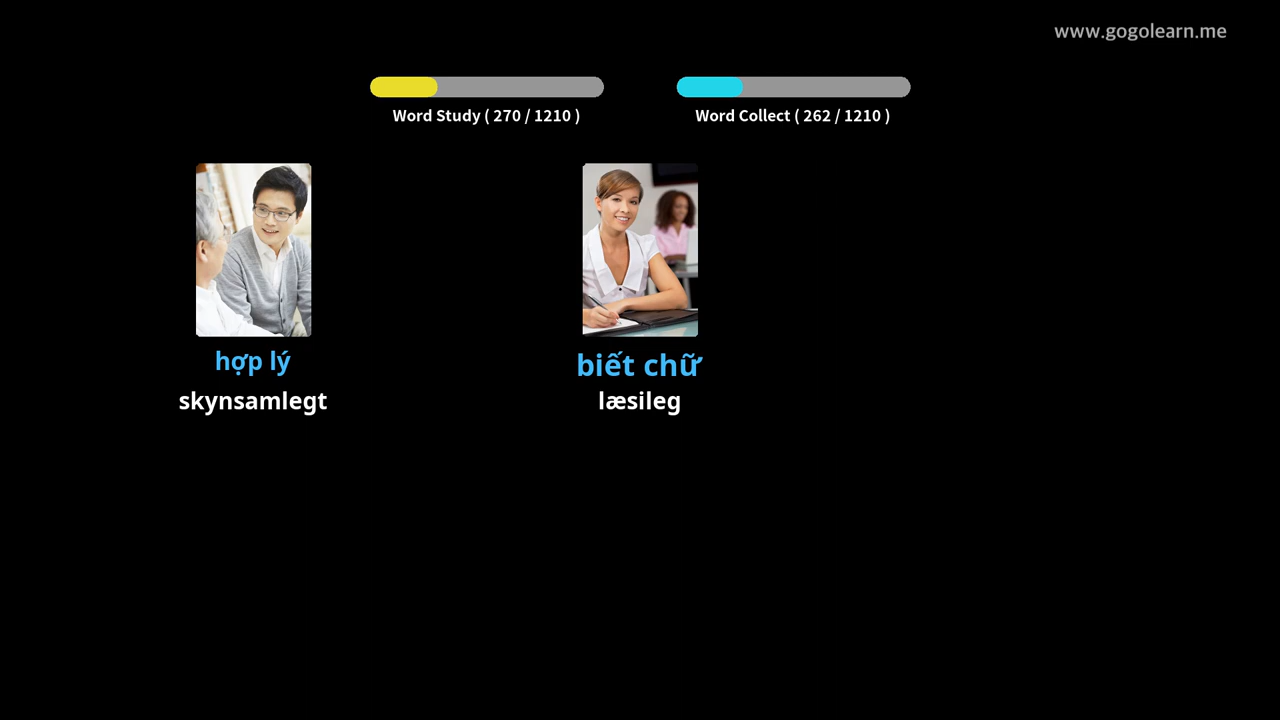 www.gogolearn.me
Word Study ( 270 / 1210 )
Word Collect ( 262 / 1210 )
hợp lý
skynsamlegt
biết chữ
læsileg